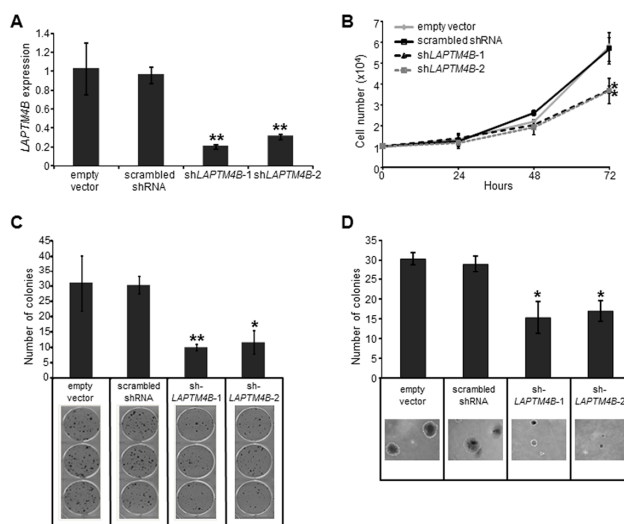 A
LAPTM4B expression
1.4
1.2
1
0.8
0.6
0.4
0.2
0
**
**
empty vector
scrambled shRNA
shLAPTM4B-1
shLAPTM4B-2
B
empty vector
scrambled shRNA
shLAPTM4B-1
shLAPTM4B-2
Cell number (x10⁴)
7
6
5
4
3
2
1
0
*
*
0
24
48
72
Hours
C
Number of colonies
45
40
35
30
25
20
15
10
5
0
**
*
empty vector
scrambled shRNA
sh-LAPTM4B-1
sh-LAPTM4B-2
D
Number of colonies
35
30
25
20
15
10
5
0
*
*
empty vector
scrambled shRNA
sh-LAPTM4B-1
sh-LAPTM4B-2